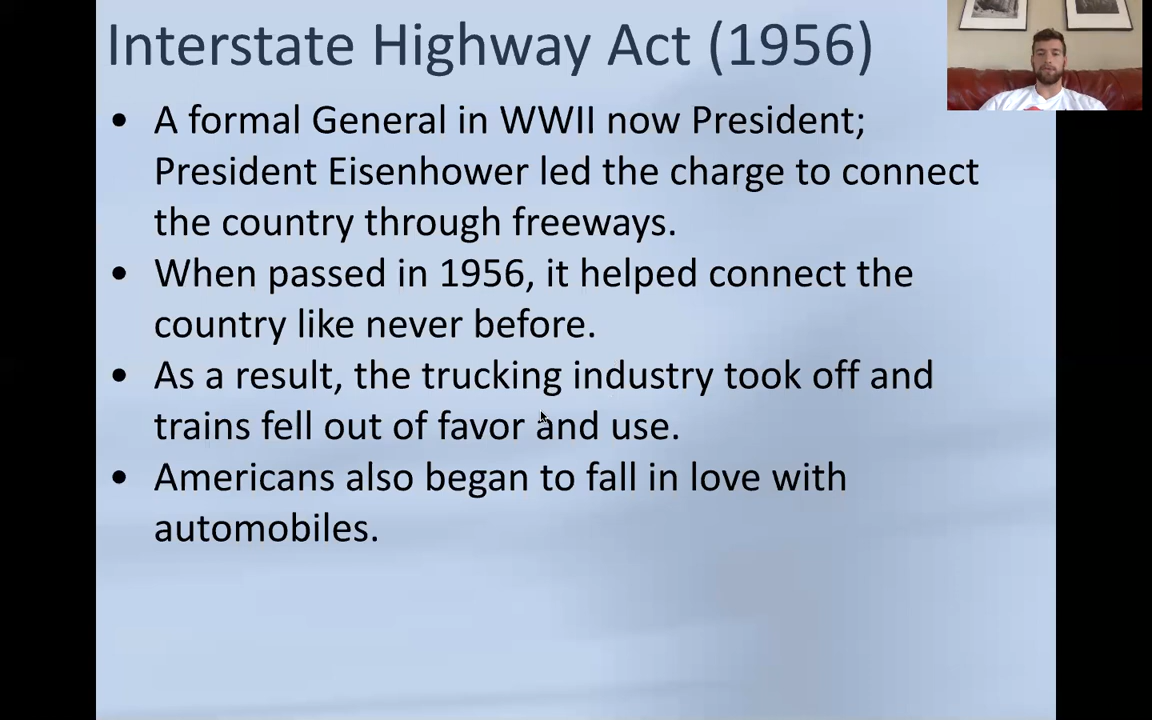 Interstate Highway Act (1956)
• A formal General in WWII now President;
President Eisenhower led the charge to connect
the country through freeways.
• When passed in 1956, it helped connect the
country like never before.
• As a result, the trucking industry took off and
trains fell out of favor and use.
• Americans also began to fall in love with
automobiles.